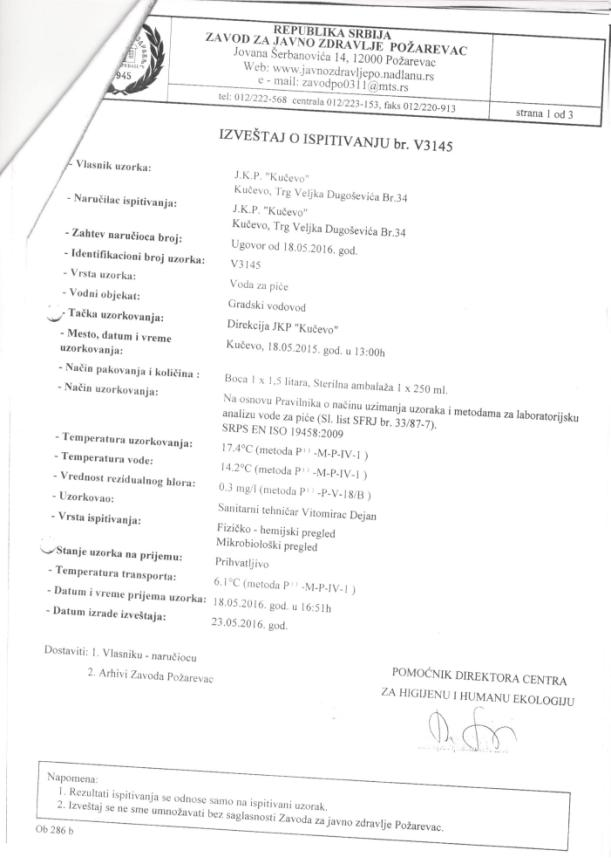 945
REPUBLIKA SRBIJA
ZAVOD ZA JAVNO ZDRAVLJE POŽAREVAC
Jovana Šerbanovića 14, 12000 Požarevac
Web: www.javnozdravljepo.nadlanu.rs
e - mail: zavodpo0311@mts.rs
tel: 012/222-568 centrala 012/223-153, faks 012/220-913
strana 1 od 3
IZVEŠTAJ O ISPITIVANJU br. V3145
- Vlasnik uzorka: J.K.P. "Kučevo"
Kučevo, Trg Veljka Dugoševića Br.34
- Naručilac ispitivanja: J.K.P. "Kučevo"
Kučevo, Trg Veljka Dugoševića Br.34
- Zahtev naručioca broj: Ugovor od 18.05.2016. god.
- Identifikacioni broj uzorka: V3145
- Vrsta uzorka: Voda za piće
- Vodni objekat: Gradski vodovod
- Tačka uzorkovanja: Direkcija JKP "Kučevo"
- Mesto, datum i vreme
uzorkovanja: Kučevo, 18.05.2015. god. u 13:00h
- Način pakovanja i količina : Boca 1 x 1,5 litara, Sterilna ambalaža 1 x 250 ml.
- Način uzorkovanja: Na osnovu Pravilnika o načinu uzimanja uzoraka i metodama za laboratorijsku
analizu vode za piće (Sl. list SFRJ br. 33/87-7).
SRPS EN ISO 19458:2009
- Temperatura uzorkovanja: 17.4°C (metoda P¹¹ -M-P-IV-1 )
- Temperatura vode: 14.2°C (metoda P¹¹ -M-P-IV-1 )
- Vrednost rezidualnog hlora: 0.3 mg/l (metoda P¹¹ -P-V-18/B )
- Uzorkovao: Sanitarni tehničar Vitomirac Dejan
- Vrsta ispitivanja: Fizičko - hemijski pregled
Mikrobiološki pregled
Stanje uzorka na prijemu: Prihvatljivo
- Temperatura transporta: 6.1°C (metoda P¹¹ -M-P-IV-1 )
- Datum i vreme prijema uzorka: 18.05.2016. god. u 16:51h
- Datum izrade izveštaja: 23.05.2016. god.
Dostaviti: 1. Vlasniku - naručiocu
2. Arhivi Zavoda Požarevac
POMOĆNIK DIREKTORA CENTRA
ZA HIGIJENU I HUMANU EKOLOGIJU
Napomena:
1. Rezultati ispitivanja se odnose samo na ispitivani uzorak.
2. Izveštaj se ne sme umnožavati bez saglasnosti Zavoda za javno zdravlje Požarevac.
Ob 286 b